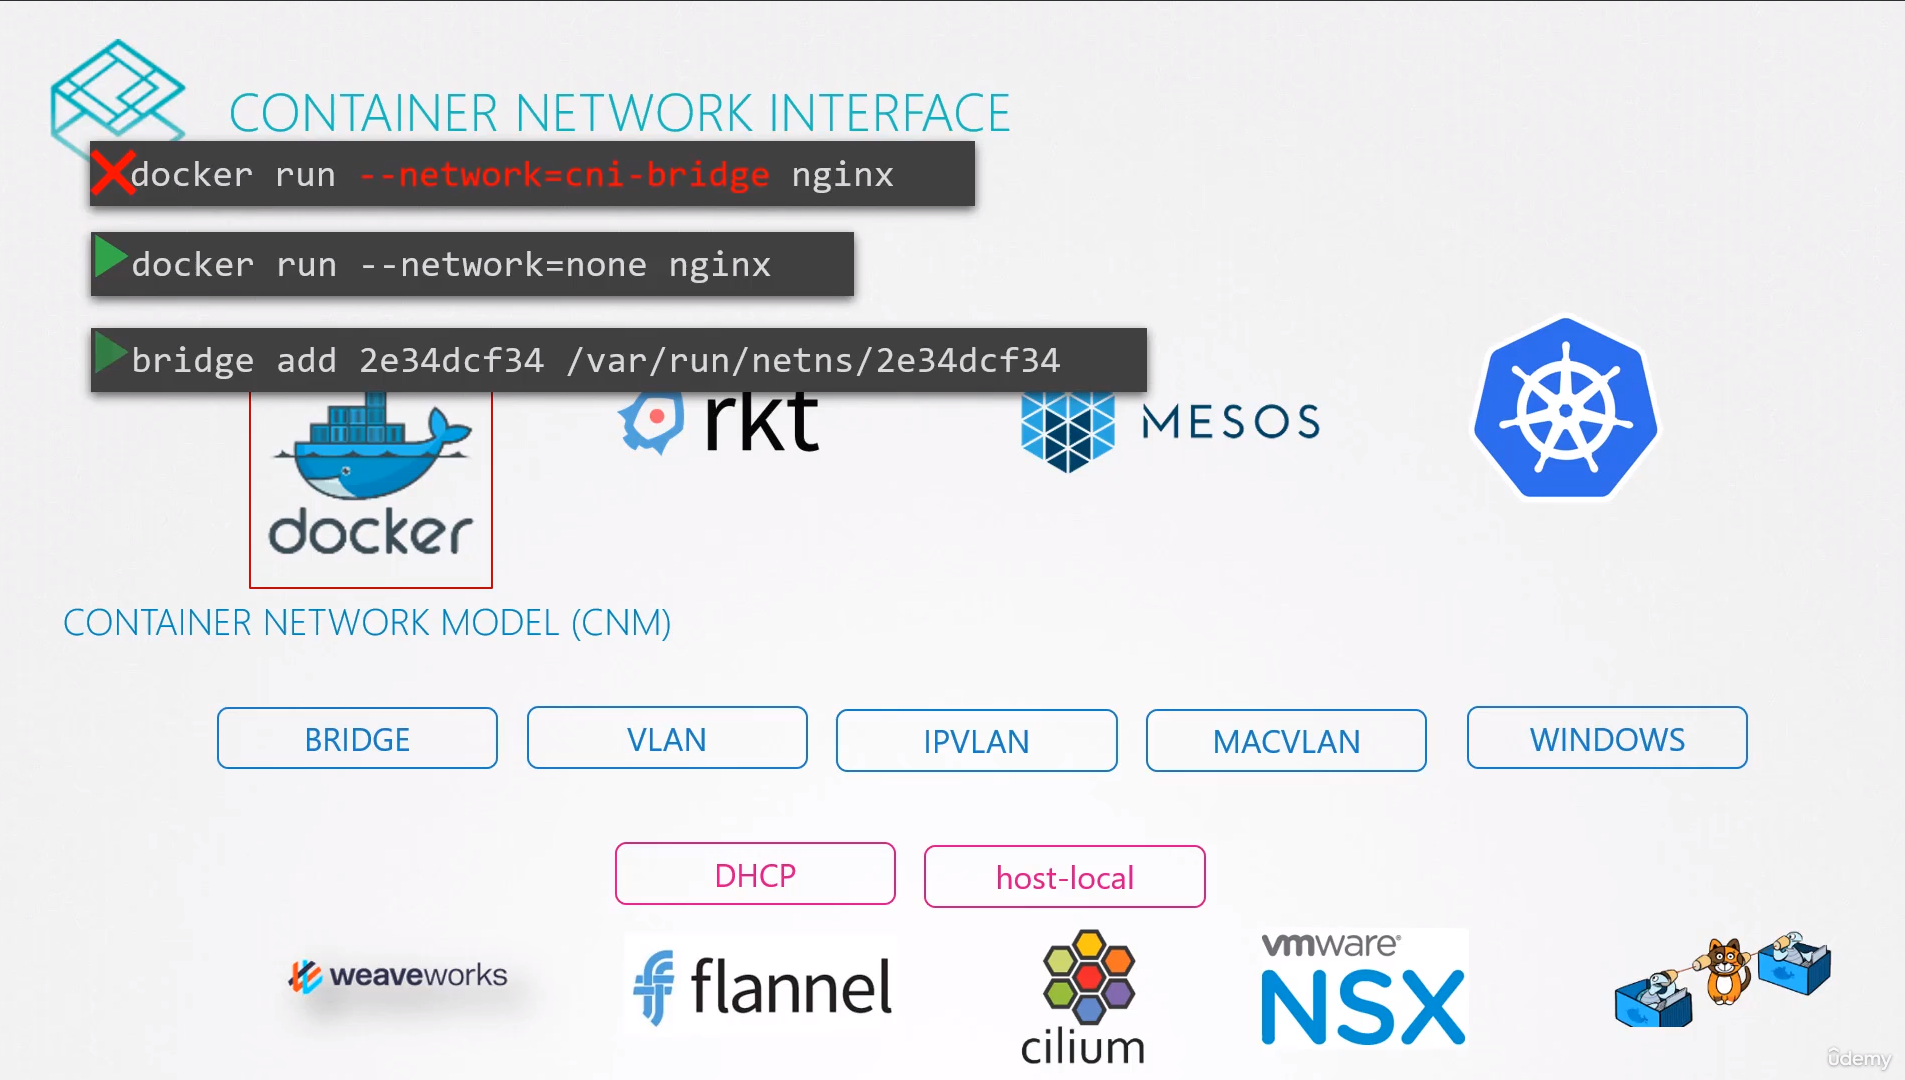 CONTAINER NETWORK INTERFACE
docker run --network=cni-bridge nginx
docker run --network=none nginx
bridge add 2e34dcf34 /var/run/netns/2e34dcf34
docker
rkt
MESOS
CONTAINER NETWORK MODEL (CNM)
BRIDGE
VLAN
IPVLAN
MACVLAN
WINDOWS
DHCP
host-local
weaveworks
flannel
cilium
vmware®
NSX
ûdemy